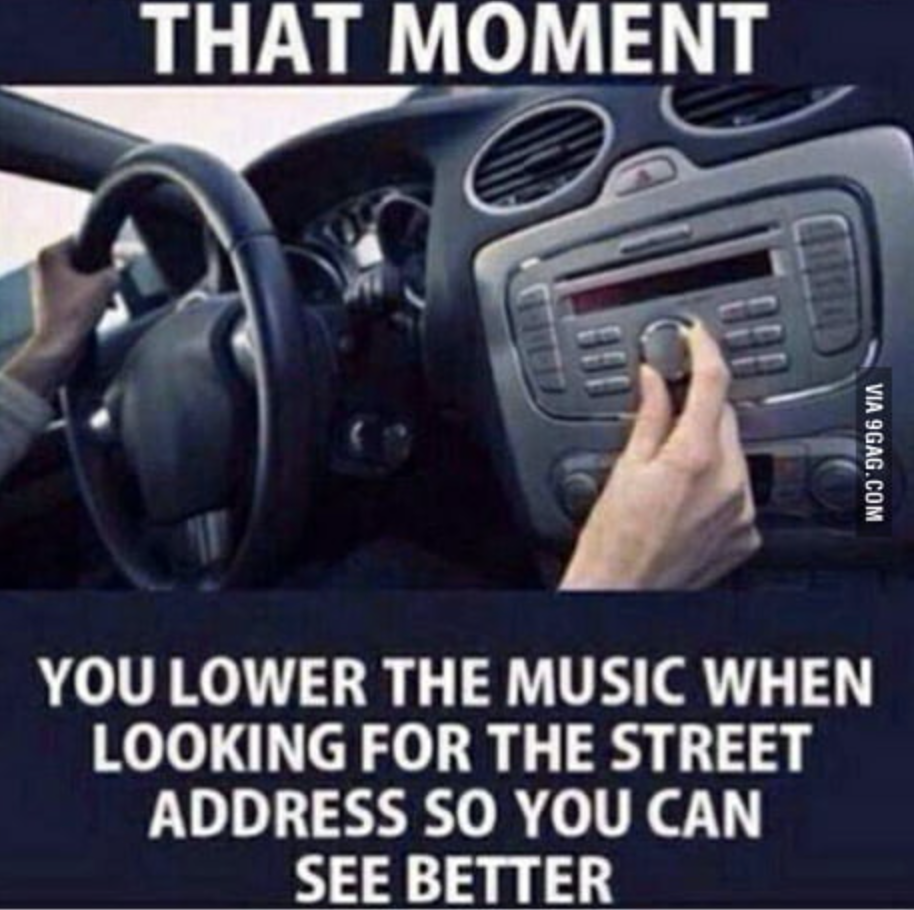 THAT MOMENT
VIA 9GAG.COM
YOU LOWER THE MUSIC WHEN
LOOKING FOR THE STREET
ADDRESS SO YOU CAN
SEE BETTER